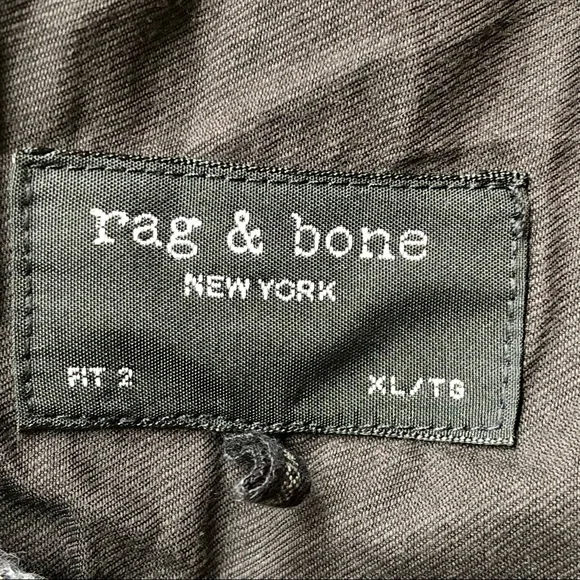 rag & bone
NEW YORK
FIT 2 XL/TG